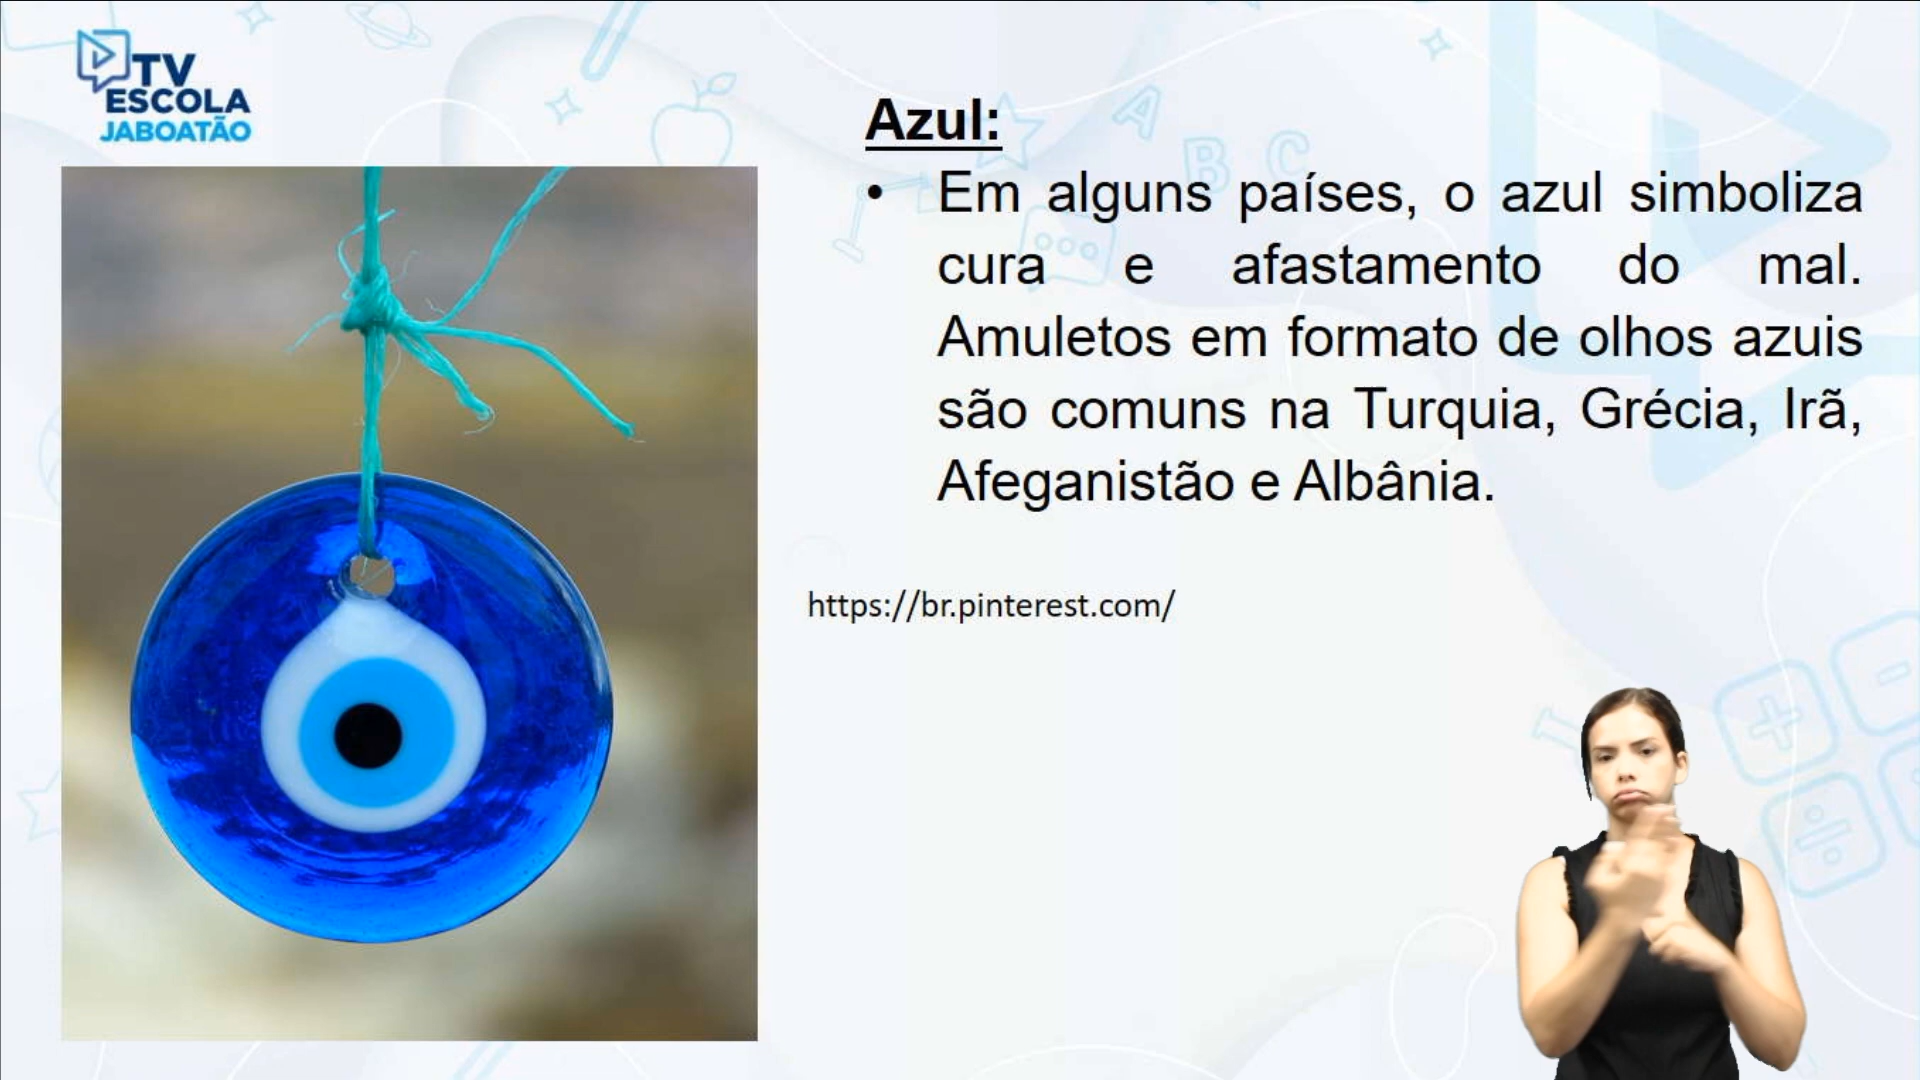 TV
ESCOLA
JABOATÃO
Azul:
• Em alguns países, o azul simboliza
cura e afastamento do mal.
Amuletos em formato de olhos azuis
são comuns na Turquia, Grécia, Irã,
Afeganistão e Albânia.
https://br.pinterest.com/
A B C